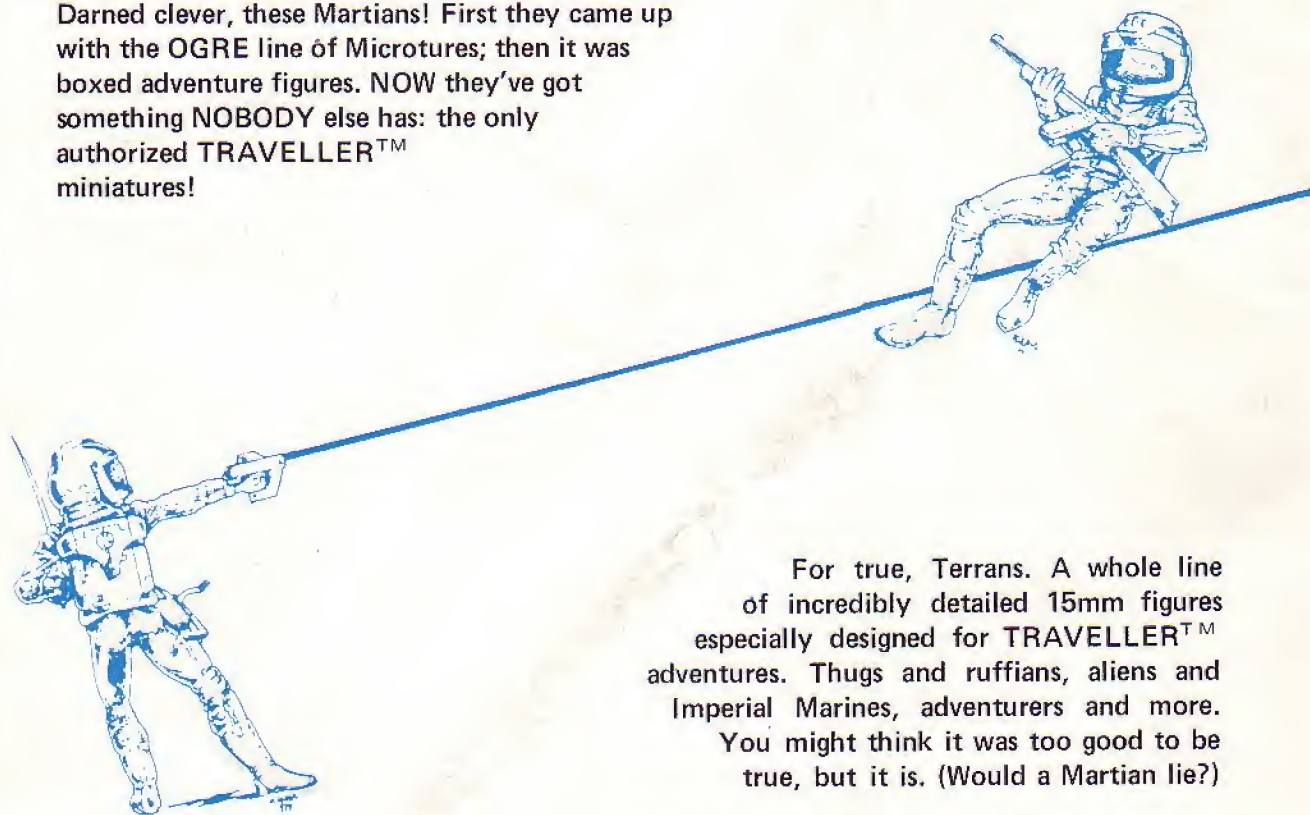 Darned clever, these Martians! First they came up
with the OGRE line of Microtures; then it was
boxed adventure figures. NOW they've got
something NOBODY else has: the only
authorized TRAVELLER™
miniatures!
For true, Terrans. A whole line
of incredibly detailed 15mm figures
especially designed for TRAVELLER™
adventures. Thugs and ruffians, aliens and
Imperial Marines, adventurers and more.
You might think it was too good to be
true, but it is. (Would a Martian lie?)